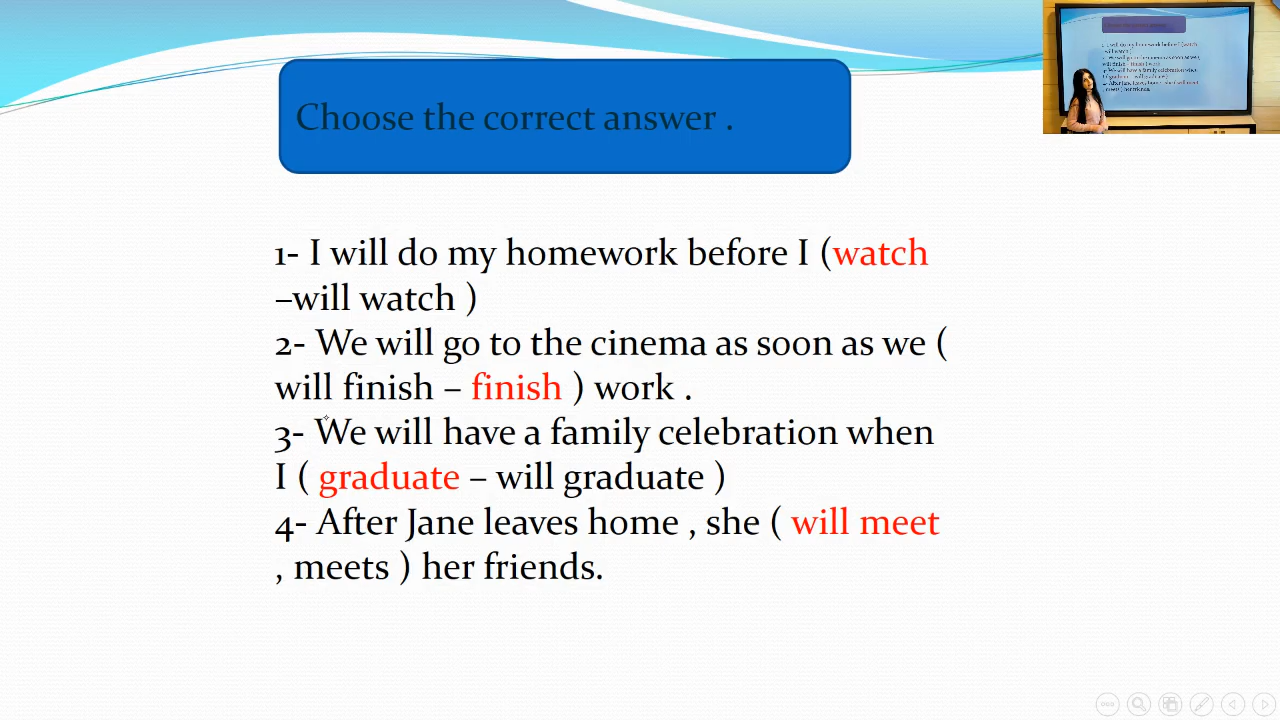 Choose the correct answer .
1- I will do my homework before I (watch
–will watch )
2- We will go to the cinema as soon as we (
will finish – finish ) work .
3- We will have a family celebration when
I ( graduate – will graduate )
4- After Jane leaves home , she ( will meet
, meets ) her friends.